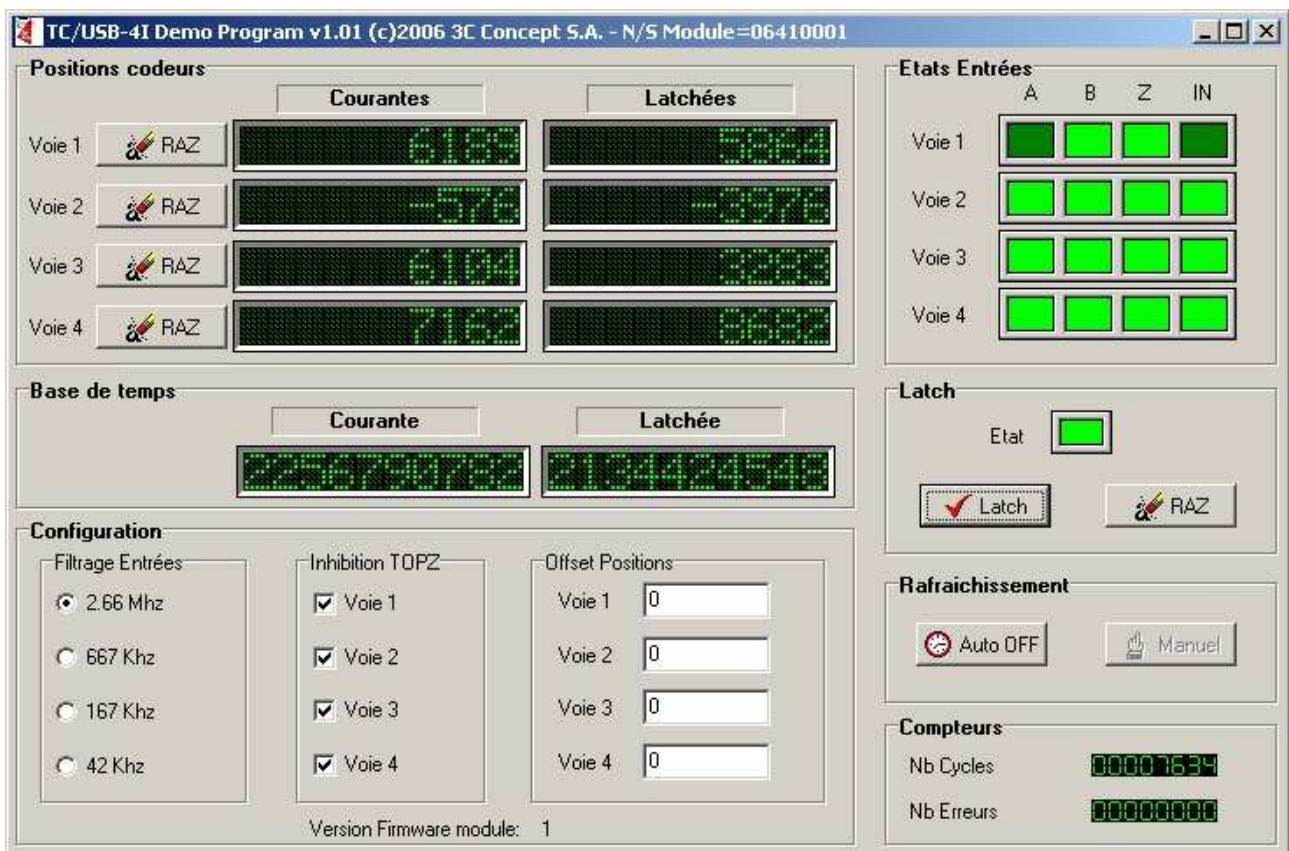 TC/USB-4I Demo Program v1.01 (c)2006 3C Concept S.A. - N/S Module=06410001
Positions codeurs
Courantes Latchées
Voie 1 RAZ 6189 5864
Voie 2 RAZ -576 -3976
Voie 3 RAZ 6104 3283
Voie 4 RAZ 7162 8682
Etats Entrées
A B Z IN
Voie 1
Voie 2
Voie 3
Voie 4
Base de temps
Courante Latchée
2256790782 2184424548
Latch
Etat
Latch RAZ
Configuration
Filtrage Entrées
2.66 Mhz
667 Khz
167 Khz
42 Khz
Inhibition TOPZ
Voie 1
Voie 2
Voie 3
Voie 4
Offset Positions
Voie 1 0
Voie 2 0
Voie 3 0
Voie 4 0
Version Firmware module: 1
Rafraichissement
Auto OFF Manuel
Compteurs
Nb Cycles 00007634
Nb Erreurs 00000000